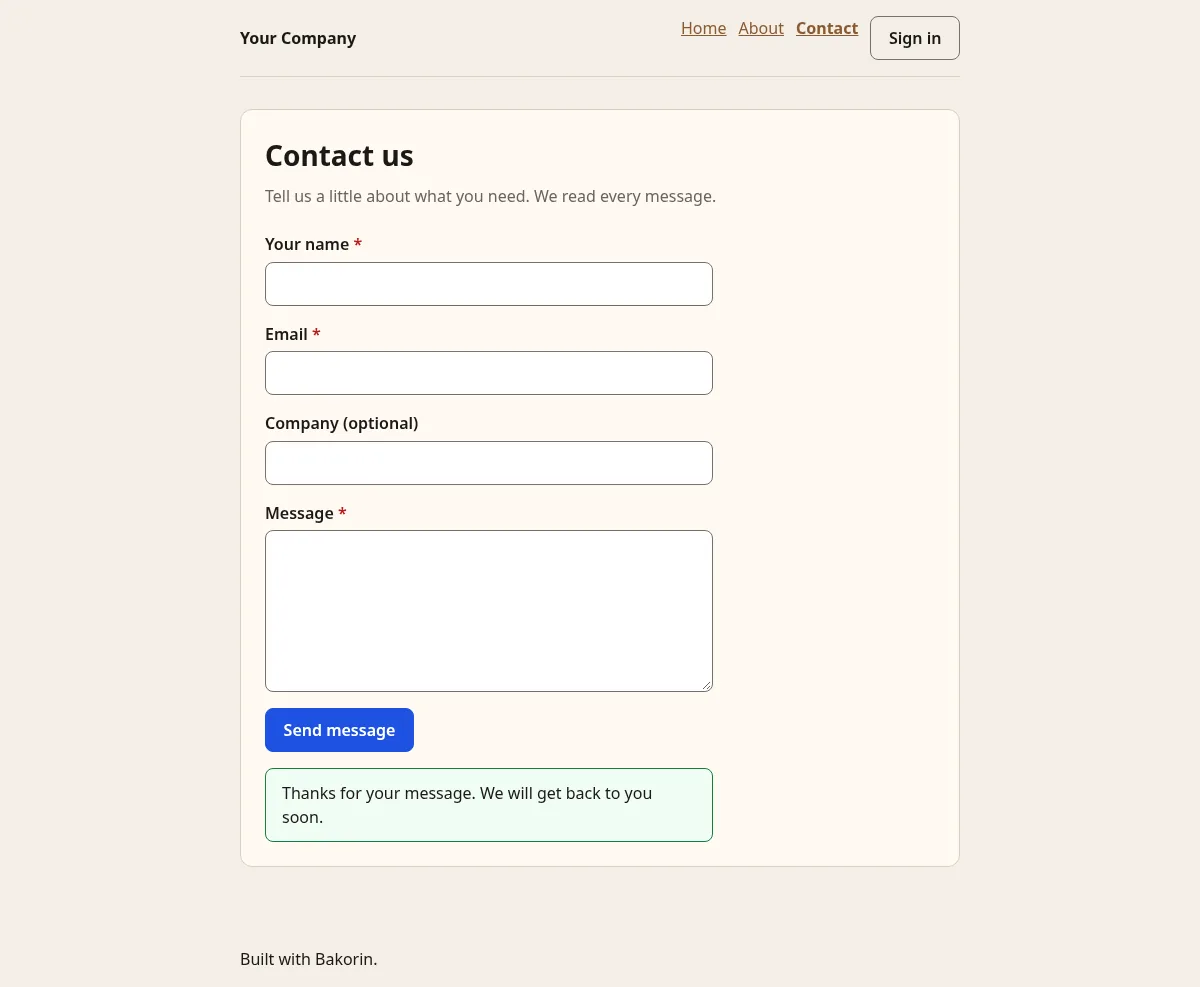 Your Company
Home About Contact Sign in
Contact us
Tell us a little about what you need. We read every message.
Your name *
Email *
Company (optional)
Message *
Send message
Thanks for your message. We will get back to you
soon.
Built with Bakorin.